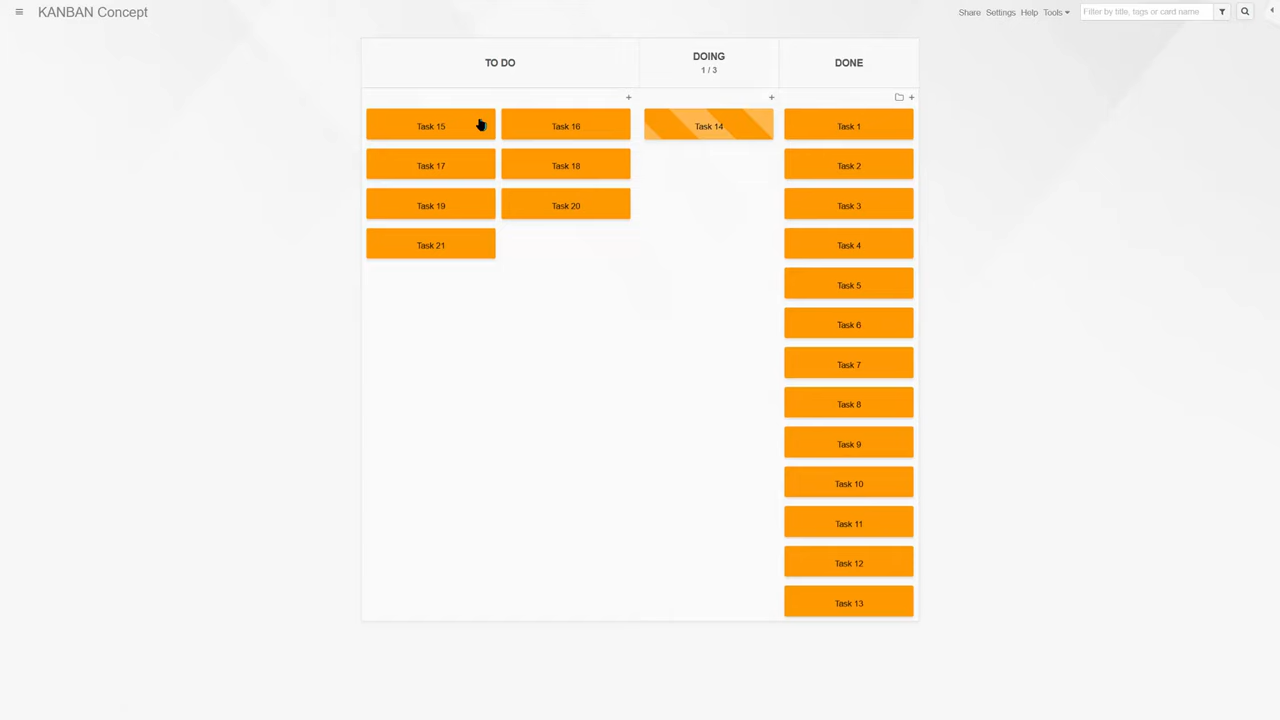 KANBAN Concept
Share Settings Help Tools
Filter by title, tags or card name
TO DO
DOING
1 / 3
DONE
+
+
+
Task 15
Task 16
Task 14
Task 1
Task 17
Task 18
Task 2
Task 19
Task 20
Task 3
Task 21
Task 4
Task 5
Task 6
Task 7
Task 8
Task 9
Task 10
Task 11
Task 12
Task 13